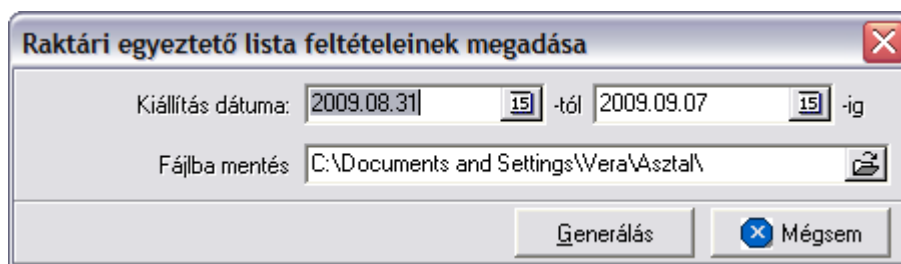 Raktári egyeztető lista feltételeinek megadása
Kiállítás dátuma: 2009.08.31 15 -tól 2009.09.07 15 -ig
Fájlba mentés C:\Documents and Settings\Vera\Asztal\
Generálás Mégsem